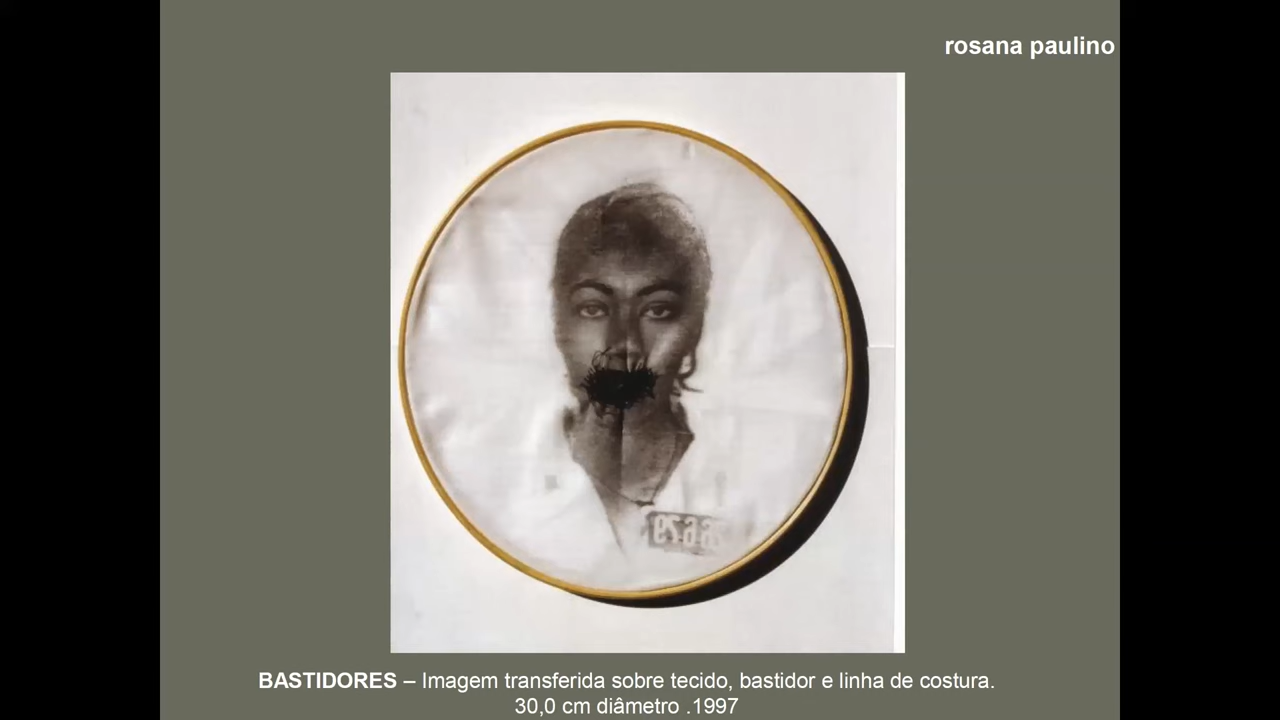 rosana paulino
BASTIDORES – Imagem transferida sobre tecido, bastidor e linha de costura.
30,0 cm diâmetro .1997